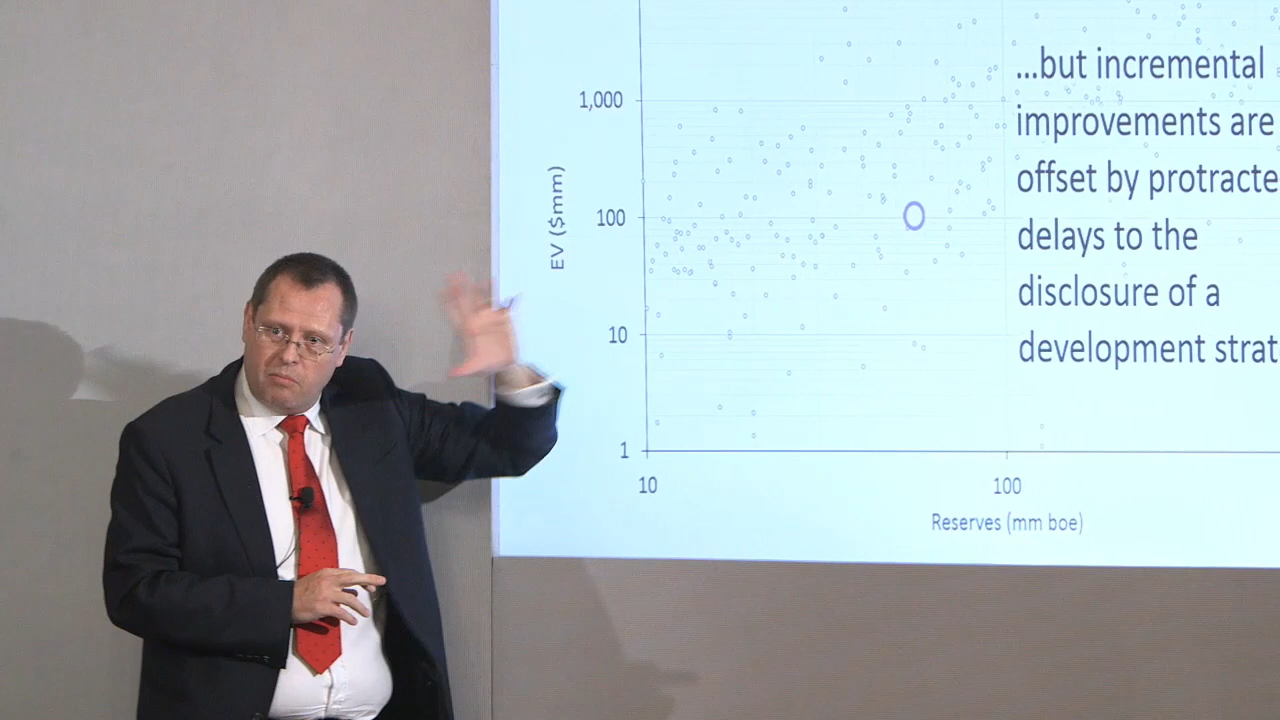 ...but incremental
improvements are
offset by protracte
delays to the
disclosure of a
development strat
1,000
100
10
1
EV ($mm)
10
100
Reserves (mm boe)